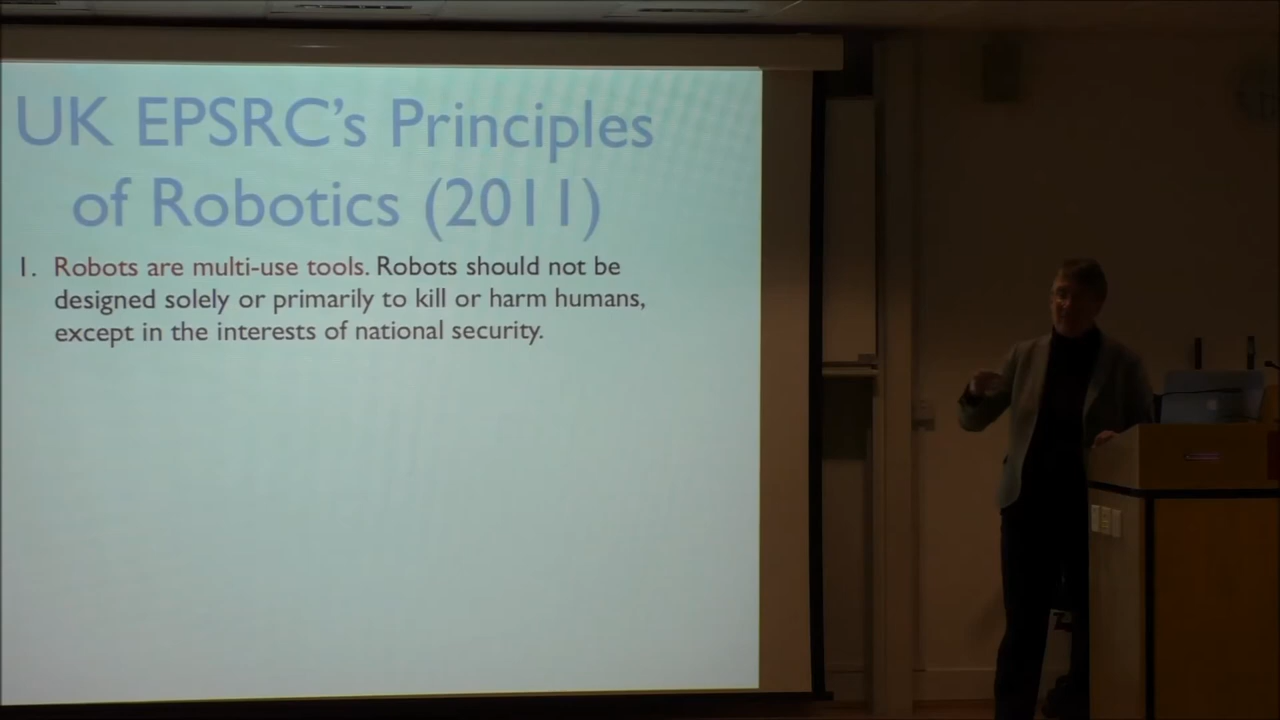 UK EPSRC's Principles
of Robotics (2011)
1. Robots are multi-use tools. Robots should not be
designed solely or primarily to kill or harm humans,
except in the interests of national security.